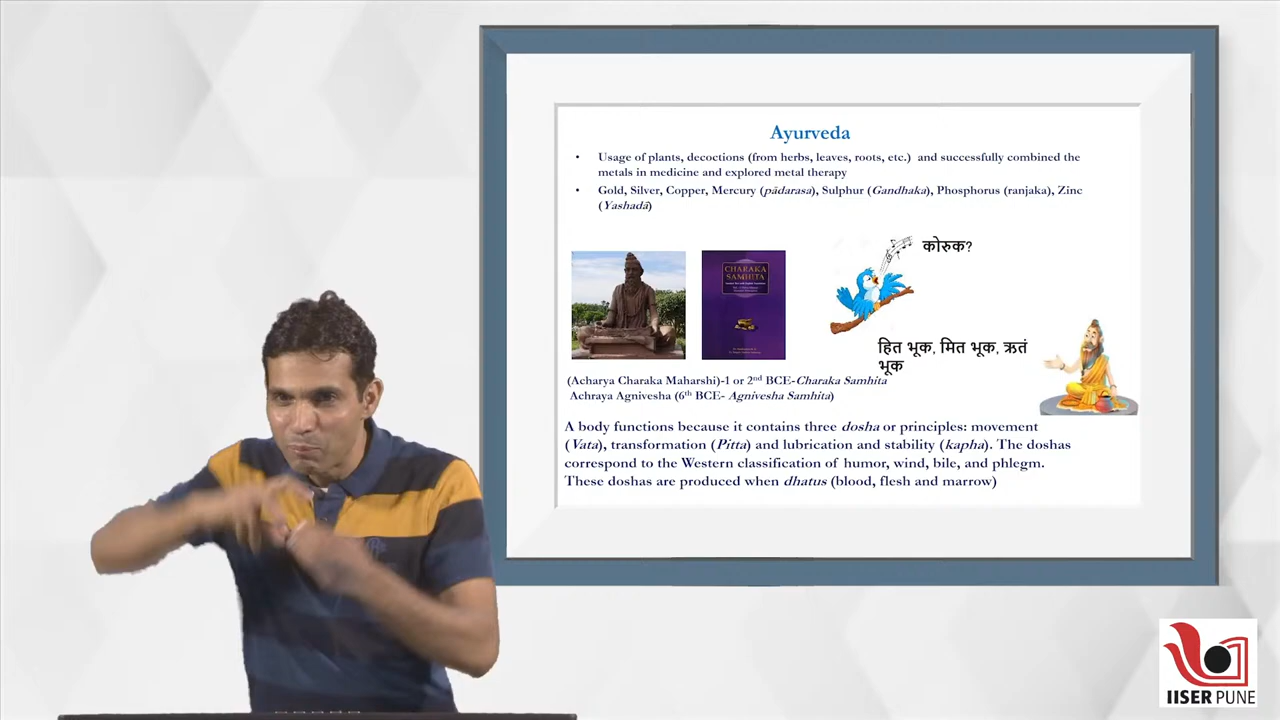 Ayurveda
• Usage of plants, decoctions (from herbs, leaves, roots, etc.) and successfully combined the
metals in medicine and explored metal therapy
• Gold, Silver, Copper, Mercury (pādarasa), Sulphur (Gandhaka), Phosphorus (ranjaka), Zinc
(Yashadā)
कोरुक?
CHARAKA
SAMHITA
हित भूक, मित भूक, ऋतं
भूक
(Acharya Charaka Maharshi)-1 or 2nd BCE-Charaka Samhita
Achraya Agnivesha (6th BCE- Agnivesha Samhita)
A body functions because it contains three dosha or principles: movement
(Vata), transformation (Pitta) and lubrication and stability (kapha). The doshas
correspond to the Western classification of humor, wind, bile, and phlegm.
These doshas are produced when dhatus (blood, flesh and marrow)
IISER PUNE